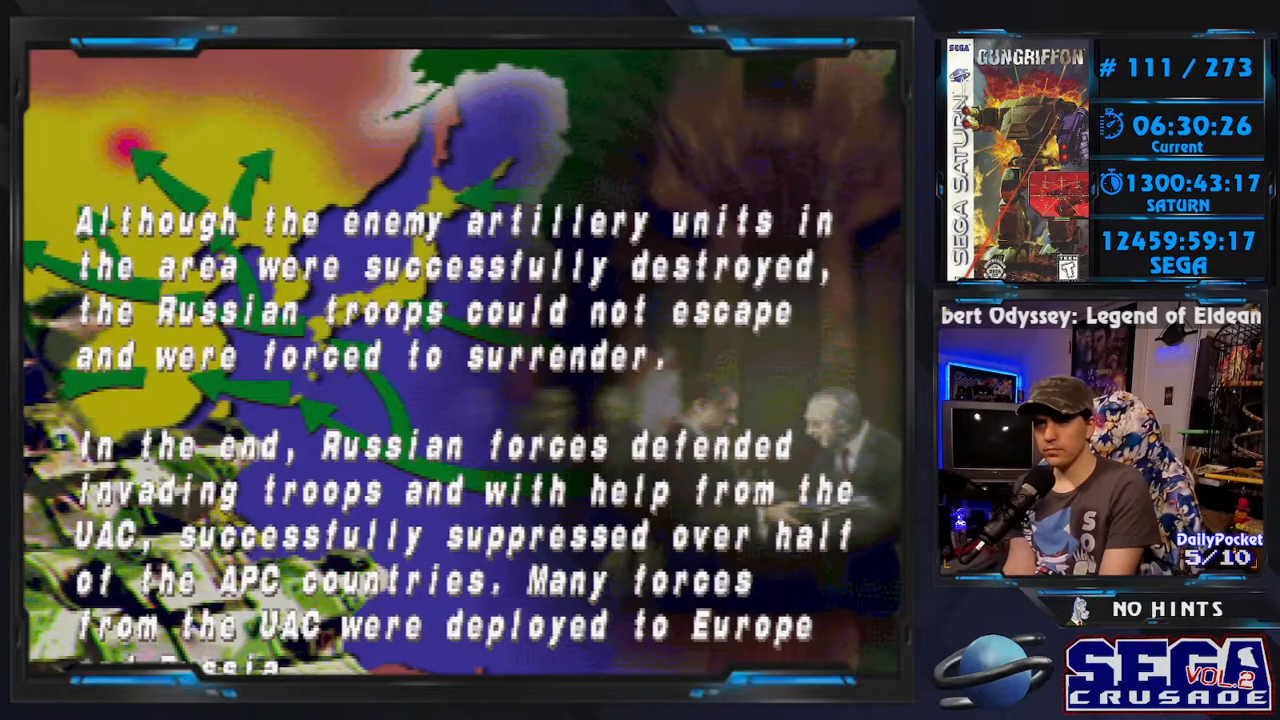 Although the enemy artillery units in
the area were successfully destroyed,
the Russian troops could not escape
and were forced to surrender.
In the end, Russian forces defended
invading troops and with help from the
UAC, successfully suppressed over half
of the APC countries. Many forces
from the UAC were deployed to Europe
and Russia
SEGA
SEGA SATURN
GUNGRIFFON
TEEN
T
# 111 / 273
06:30:26
Current
1300:43:17
SATURN
12459:59:17
SEGA
bert Odyssey: Legend of Eldean
DailyPocket
5/10
NO HINTS
SEGA
VOL.2
CRUSADE